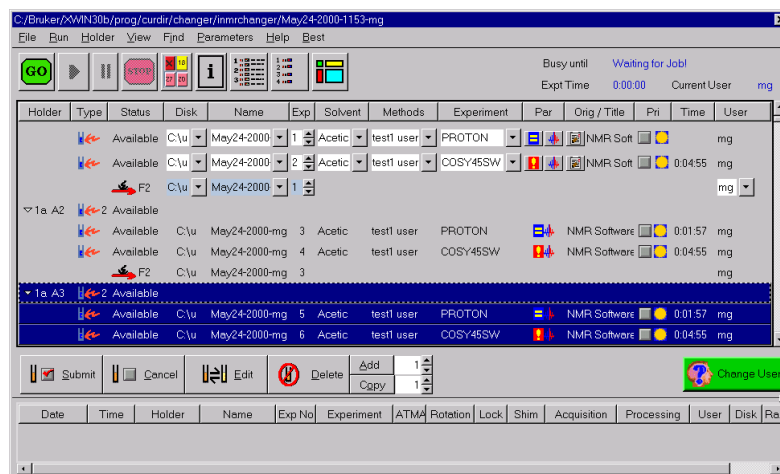 C:/Bruker/XWIN30b/prog/curdir/changer/inmrchanger/May24-2000-1153-mg
File Run Holder View Find Parameters Help Best
GO STOP Busy until Waiting for Job!
Expt Time 0:00:00 Current User mg
Holder Type Status Disk Name Exp Solvent Methods Experiment Par Orig / Title Pri Time User
Available C:\u May24-2000- 1 Acetic test1 user PROTON NMR Soft mg
Available C:\u May24-2000- 2 Acetic test1 user COSY45SW NMR Soft 0:04:55 mg
F2 C:\u May24-2000- 1 mg
1a A2 2 Available
Available C:\u May24-2000-mg 3 Acetic test1 user PROTON NMR Software 0:01:57 mg
Available C:\u May24-2000-mg 4 Acetic test1 user COSY45SW NMR Software 0:04:55 mg
F2 C:\u May24-2000-mg 3 mg
1a A3 2 Available
Available C:\u May24-2000-mg 5 Acetic test1 user PROTON NMR Software 0:01:57 mg
Available C:\u May24-2000-mg 6 Acetic test1 user COSY45SW NMR Software 0:04:55 mg
Submit Cancel Edit Delete Add 1 Change User
Copy 1
Date Time Holder Name Exp No Experiment ATMA Rotation Lock Shim Acquisition Processing User Disk Ra